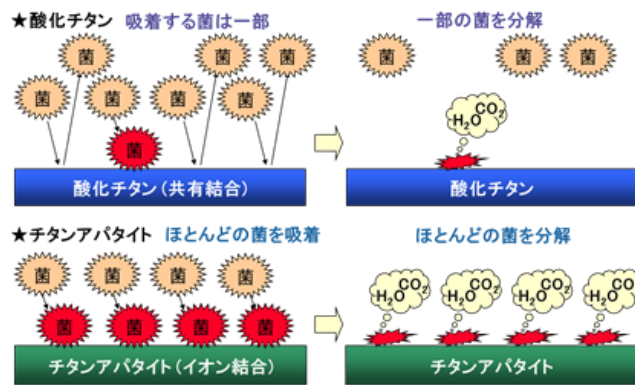 ★酸化チタン 吸着する菌は一部
一部の菌を分解
菌 菌
菌 菌 菌
菌 菌 菌 菌 菌
菌
H2O CO2
酸化チタン(共有結合)
酸化チタン
★チタンアパタイト ほとんどの菌を吸着
ほとんどの菌を分解
菌 菌 菌 菌
菌 菌 菌 菌
H2O CO2 H2O CO2 H2O CO2 H2O CO2
チタンアパタイト(イオン結合)
チタンアパタイト